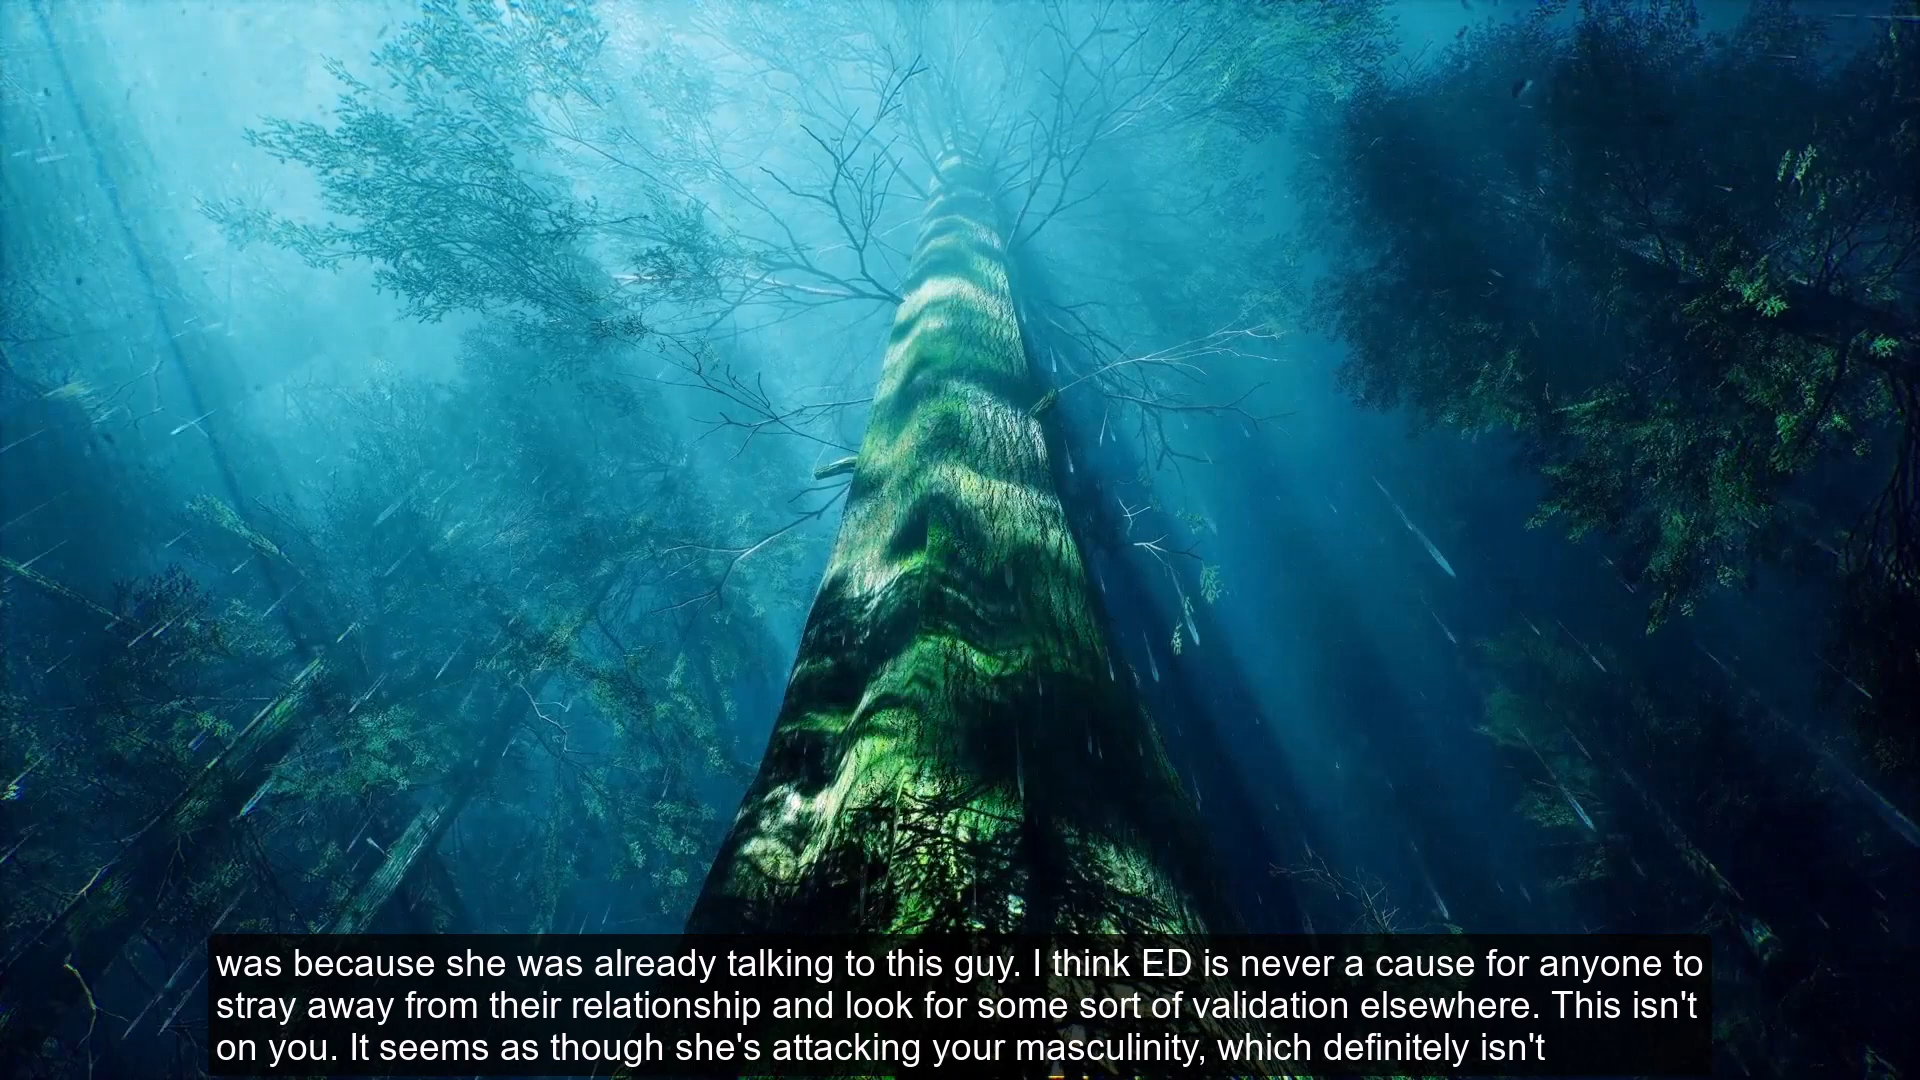 was because she was already talking to this guy. I think ED is never a cause for anyone to
stray away from their relationship and look for some sort of validation elsewhere. This isn't
on you. It seems as though she's attacking your masculinity, which definitely isn't